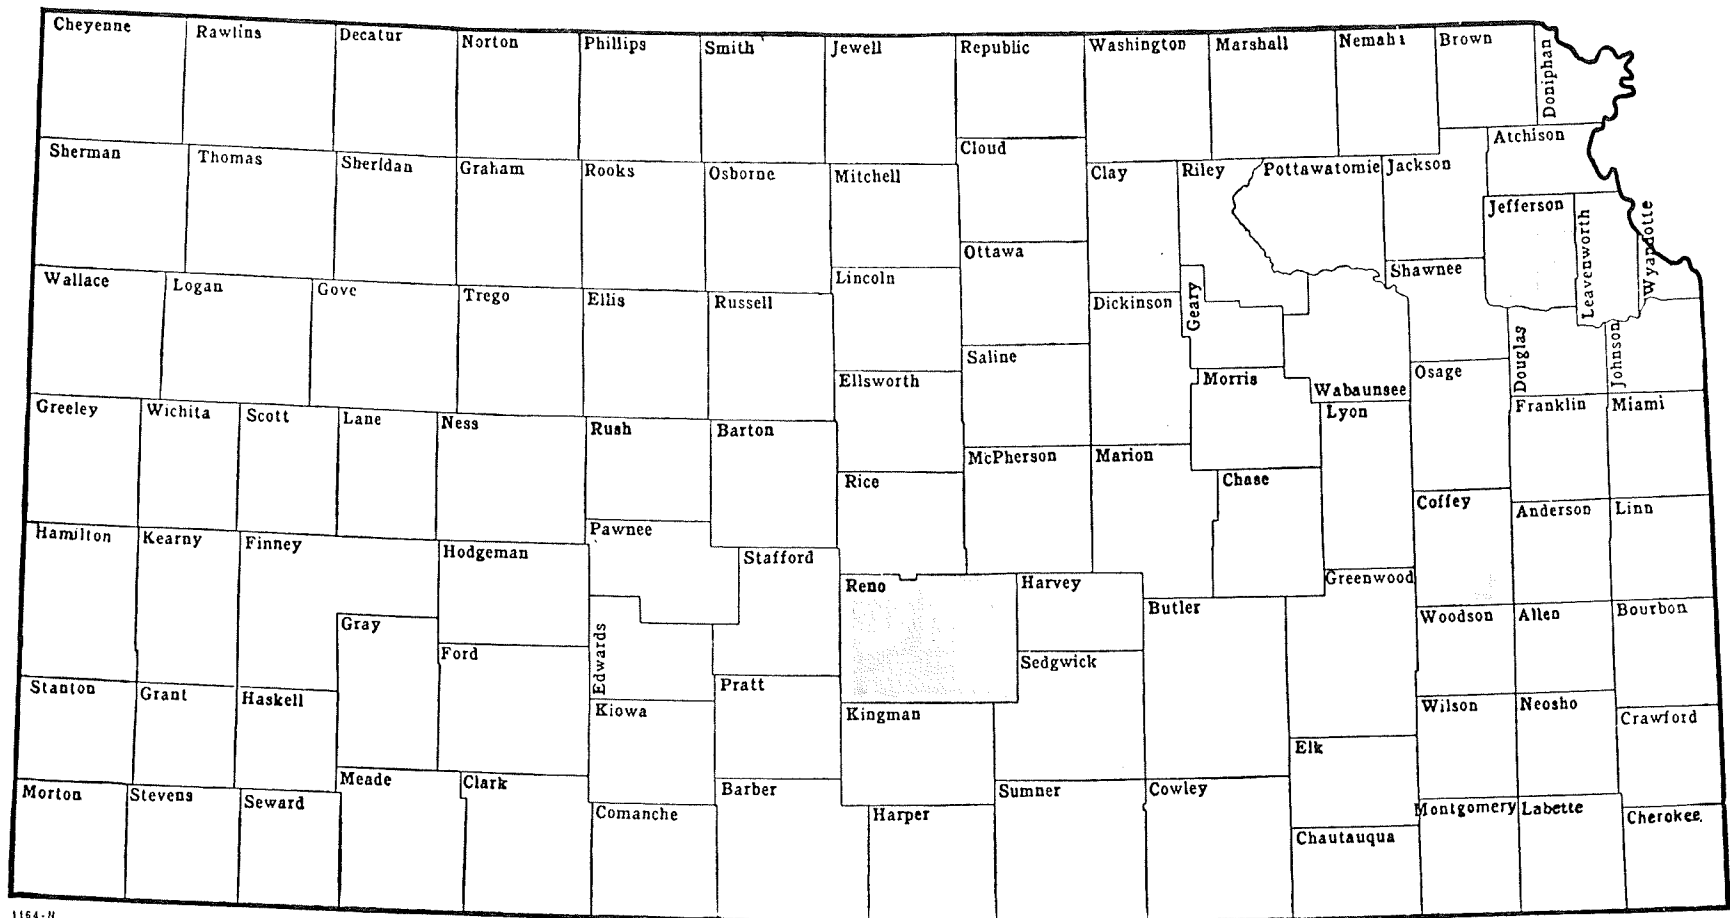 Cheyenne
Rawlins
Decatur
Norton
Phillips
Smith
Jewell
Republic
Washington
Marshall
Nemaha
Brown
Doniphan
Sherman
Thomas
Sheridan
Graham
Rooks
Osborne
Mitchell
Cloud
Clay
Riley
Pottawatomie
Jackson
Atchison
Jefferson
Leavenworth
Wyandotte
Wallace
Logan
Gove
Trego
Ellis
Russell
Lincoln
Ottawa
Dickinson
Geary
Shawnee
Douglas
Johnson
Greeley
Wichita
Scott
Lane
Ness
Rush
Barton
Ellsworth
Saline
Morris
Wabaunsee
Osage
Franklin
Miami
Lyon
Rice
McPherson
Marion
Chase
Coffey
Anderson
Linn
Hamilton
Kearny
Finney
Hodgeman
Pawnee
Stafford
Reno
Harvey
Butler
Greenwood
Woodson
Allen
Bourbon
Gray
Ford
Edwards
Stanton
Grant
Haskell
Kiowa
Pratt
Kingman
Sedgwick
Elk
Wilson
Neosho
Crawford
Morton
Stevens
Seward
Meade
Clark
Comanche
Barber
Harper
Sumner
Cowley
Chautauqua
Montgomery
Labette
Cherokee
1164-N